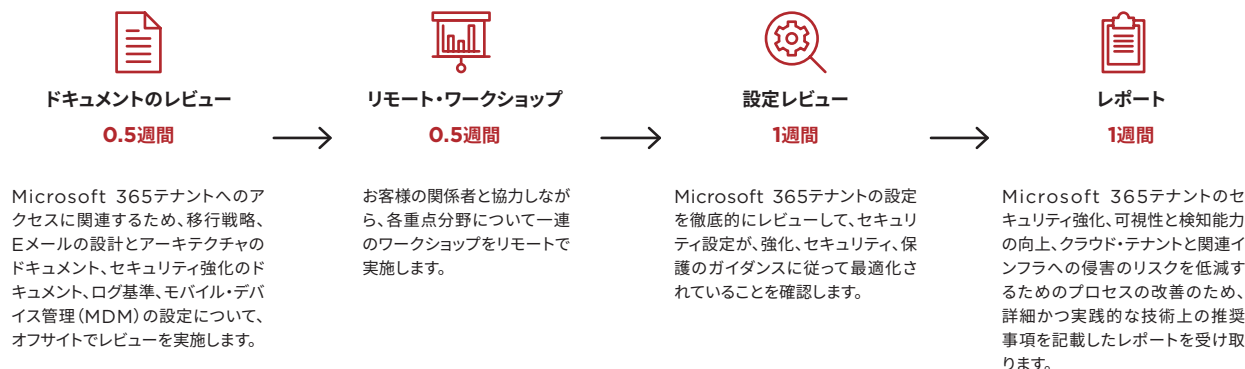 ドキュメントのレビュー
0.5週間
Microsoft 365テナントへのア
クセスに関連するため、移行戦略、
Eメールの設計とアーキテクチャの
ドキュメント、セキュリティ強化のド
キュメント、ログ基準、モバイル・デバ
イス管理（MDM）の設定について、
オフサイトでレビューを実施します。
リモート・ワークショップ
0.5週間
お客様の関係者と協力しなが
ら、各重点分野について一連
のワークショップをリモートで
実施します。
設定レビュー
1週間
Microsoft 365テナントの設定
を徹底的にレビューして、セキュリ
ティ設定が、強化、セキュリティ、保
護のガイダンスに従って最適化さ
れていることを確認します。
レポート
1週間
Microsoft 365テナントのセ
キュリティ強化、可視性と検知能力
の向上、クラウド・テナントと関連イ
ンフラへの侵害のリスクを低減す
るためのプロセスの改善のため、
詳細かつ実践的な技術上の推奨
事項を記載したレポートを受け取
ります。